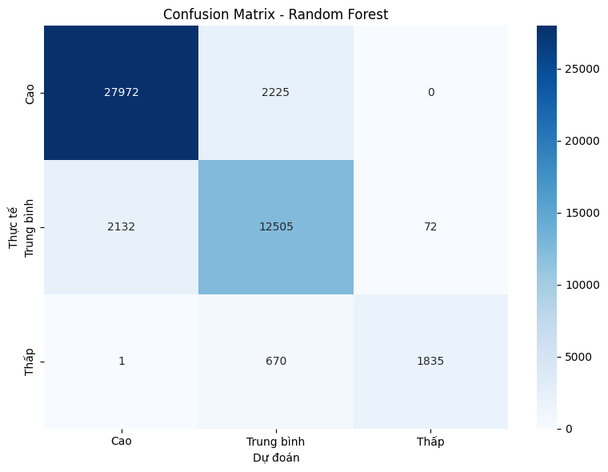 Confusion Matrix - Random Forest
Cao
27972
2225
0
Trung bình
2132
12505
72
Thấp
1
670
1835
Thực tế
Cao
Trung bình
Thấp
Dự đoán
25000
20000
15000
10000
5000
0